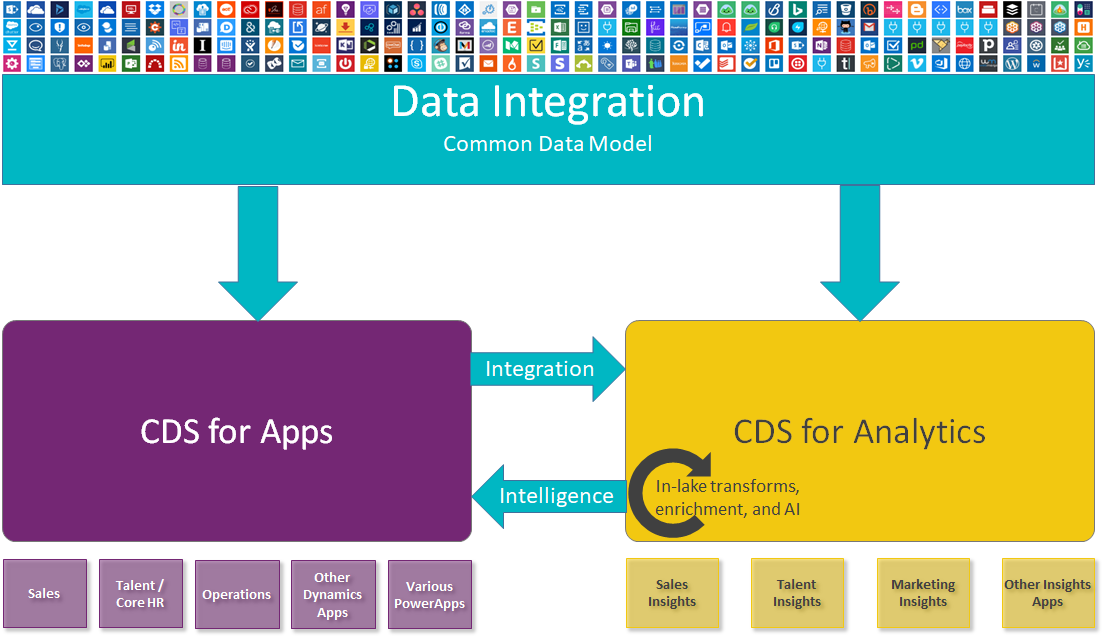 Data Integration
Common Data Model
Integration
CDS for Apps
CDS for Analytics
Intelligence
In-lake transforms,
enrichment, and AI
Sales
Talent /
Core HR
Operations
Other
Dynamics
Apps
Various
PowerApps
Sales
Insights
Talent
Insights
Marketing
Insights
Other Insights
Apps